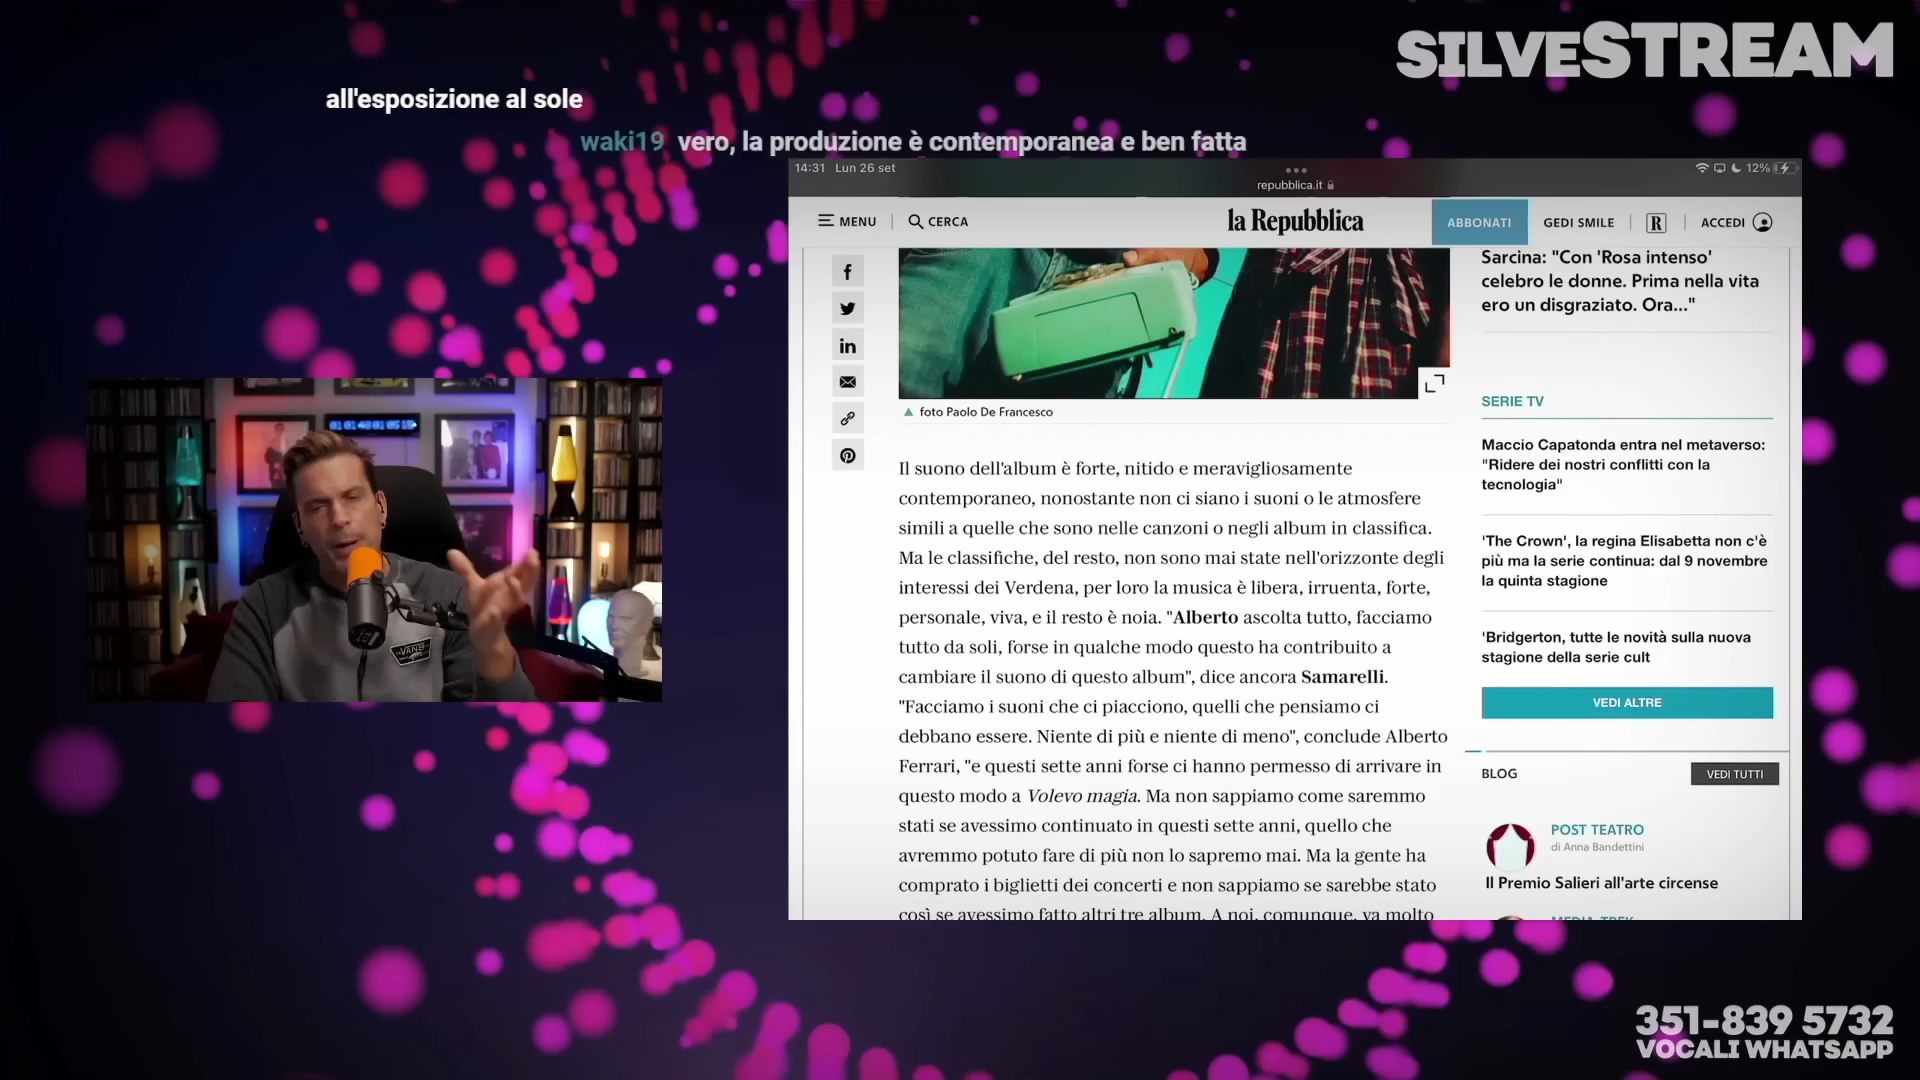 SILVESTREAM
all'esposizione al sole
waki19 vero, la produzione è contemporanea e ben fatta
14:31 Lun 26 set
repubblica.it
12%
MENU
CERCA
la Repubblica
ABBONATI
GEDI SMILE
R
ACCEDI
foto Paolo De Francesco
Il suono dell'album è forte, nitido e meravigliosamente
contemporaneo, nonostante non ci siano i suoni o le atmosfere
simili a quelle che sono nelle canzoni o negli album in classifica.
Ma le classifiche, del resto, non sono mai state nell'orizzonte degli
interessi dei Verdena, per loro la musica è libera, irruenta, forte,
personale, viva, e il resto è noia. "Alberto ascolta tutto, facciamo
tutto da soli, forse in qualche modo questo ha contribuito a
cambiare il suono di questo album", dice ancora Samarelli.
"Facciamo i suoni che ci piacciono, quelli che pensiamo ci
debbano essere. Niente di più e niente di meno", conclude Alberto
Ferrari, "e questi sette anni forse ci hanno permesso di arrivare in
questo modo a Volevo magia. Ma non sappiamo come saremmo
stati se avessimo continuato in questi sette anni, quello che
avremmo potuto fare di più non lo sapremo mai. Ma la gente ha
comprato i biglietti dei concerti e non sappiamo se sarebbe stato
così se avessimo fatto altri tre album. A noi, comunque, va molto
Sarcina: "Con 'Rosa intenso'
celebro le donne. Prima nella vita
ero un disgraziato. Ora..."
SERIE TV
Maccio Capatonda entra nel metaverso:
"Ridere dei nostri conflitti con la
tecnologia"
'The Crown', la regina Elisabetta non c'è
più ma la serie continua: dal 9 novembre
la quinta stagione
'Bridgerton, tutte le novità sulla nuova
stagione della serie cult
VEDI ALTRE
BLOG
VEDI TUTTI
POST TEATRO
di Anna Bandettini
Il Premio Salieri all'arte circense
VANS
351-839 5732
VOCALI WHATSAPP